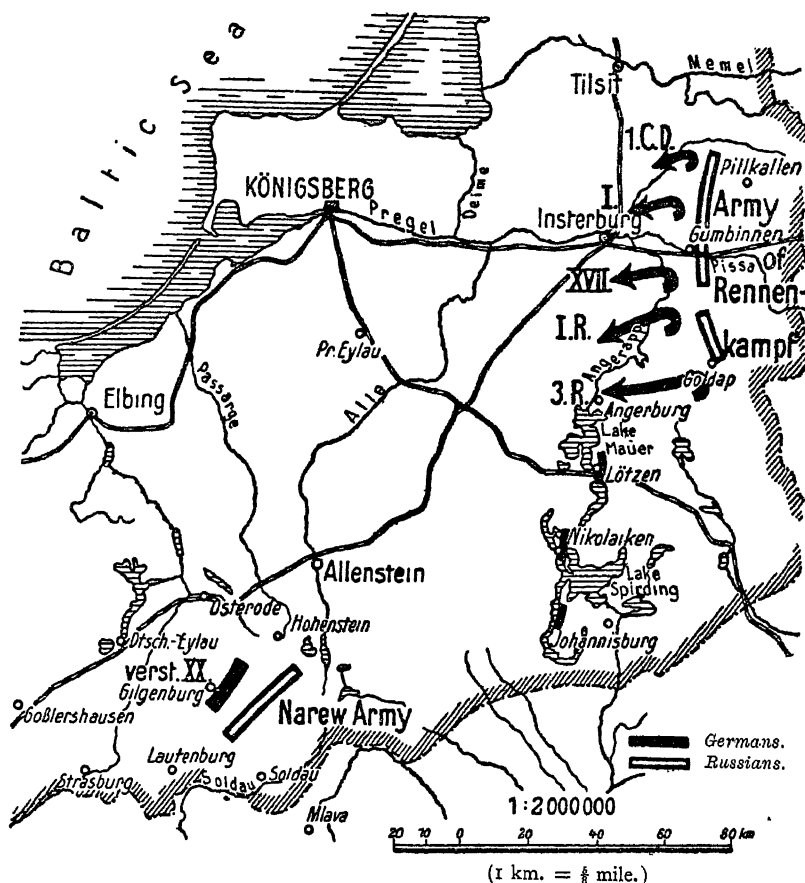 Baltic Sea
Memel
Tilsit
1.C.D.
Pillkallen
KÖNIGSBERG
Pregel
Deime
I.
Army
Insterburg
Gumbinnen
Pissa
of
XVII
Rennen-
I.R.
kampf
Pr.Eylau
Angerapp
Goldap
3.R.
Elbing
Passarge
Alle
Angerburg
Lake
Mauer
Lötzen
Nikolaiken
Allenstein
Lake
Spirding
Osterode
Hohenstein
Johannisburg
Dtsch.-Eylau
verst.XX
Gilgenburg
Goßlershausen
Narew Army
Germans.
Russians.
Lautenburg
Strasburg
Soldau
Soldau
Mlava
1:2000000
20 10 0 20 40 60 80 km
(1 km. = ⅝ mile.)